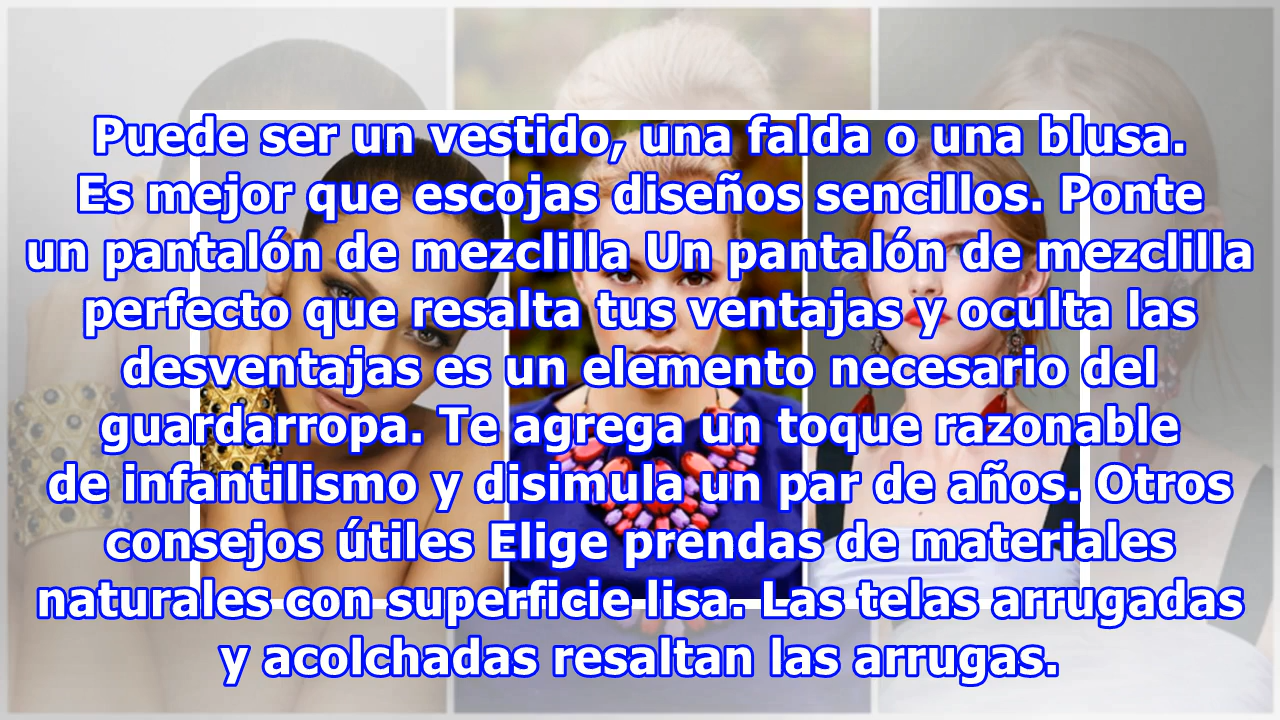 Puede ser un vestido, una falda o una blusa.
Es mejor que escojas diseños sencillos. Ponte
un pantalón de mezclilla Un pantalón de mezclilla
perfecto que resalta tus ventajas y oculta las
desventajas es un elemento necesario del
guardarropa. Te agrega un toque razonable
de infantilismo y disimula un par de años. Otros
consejos útiles Elige prendas de materiales
naturales con superficie lisa. Las telas arrugadas
y acolchadas resaltan las arrugas.